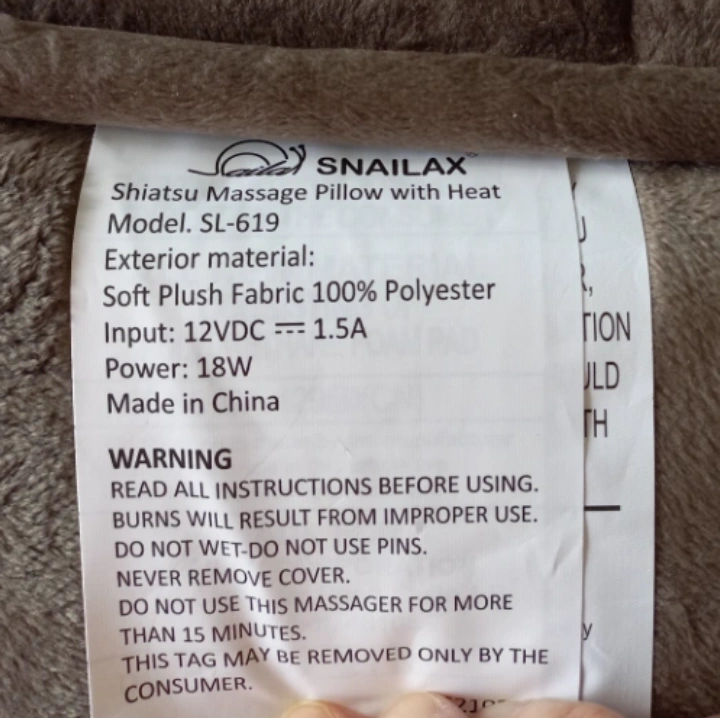 SNAILAX
Shiatsu Massage Pillow with Heat
Model. SL-619
Exterior material:
Soft Plush Fabric 100% Polyester
Input: 12VDC ⎓ 1.5A
Power: 18W
Made in China
WARNING
READ ALL INSTRUCTIONS BEFORE USING.
BURNS WILL RESULT FROM IMPROPER USE.
DO NOT WET-DO NOT USE PINS.
NEVER REMOVE COVER.
DO NOT USE THIS MASSAGER FOR MORE
THAN 15 MINUTES.
THIS TAG MAY BE REMOVED ONLY BY THE
CONSUMER.